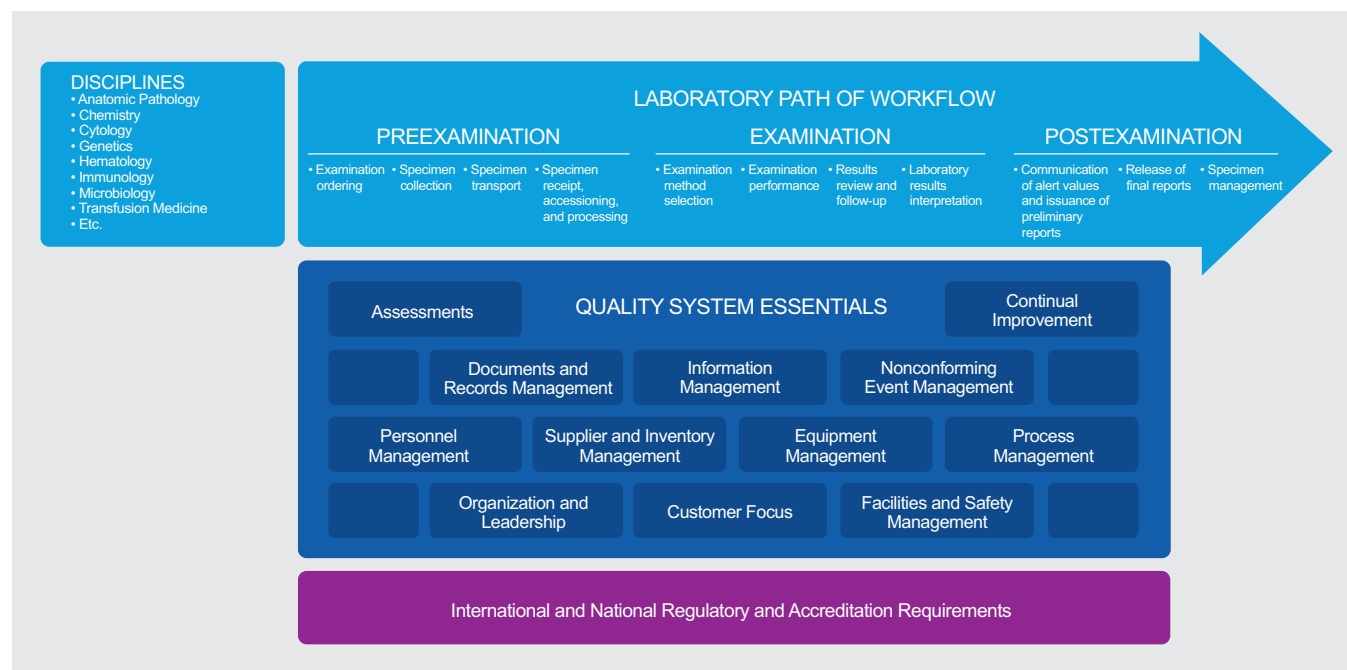 DISCIPLINES
• Anatomic Pathology
• Chemistry
• Cytology
• Genetics
• Hematology
• Immunology
• Microbiology
• Transfusion Medicine
• Etc.
LABORATORY PATH OF WORKFLOW
PREEXAMINATION
• Examination
ordering
• Specimen
collection
• Specimen
transport
• Specimen
receipt,
accessioning,
and processing
EXAMINATION
• Examination
method
selection
• Examination
performance
• Results
review and
follow-up
• Laboratory
results
interpretation
POSTEXAMINATION
• Communication
of alert values
and issuance of
preliminary
reports
• Release of
final reports
• Specimen
management
QUALITY SYSTEM ESSENTIALS
Assessments
Continual
Improvement
Documents and
Records Management
Information
Management
Nonconforming
Event Management
Personnel
Management
Supplier and Inventory
Management
Equipment
Management
Process
Management
Organization and
Leadership
Customer Focus
Facilities and Safety
Management
International and National Regulatory and Accreditation Requirements